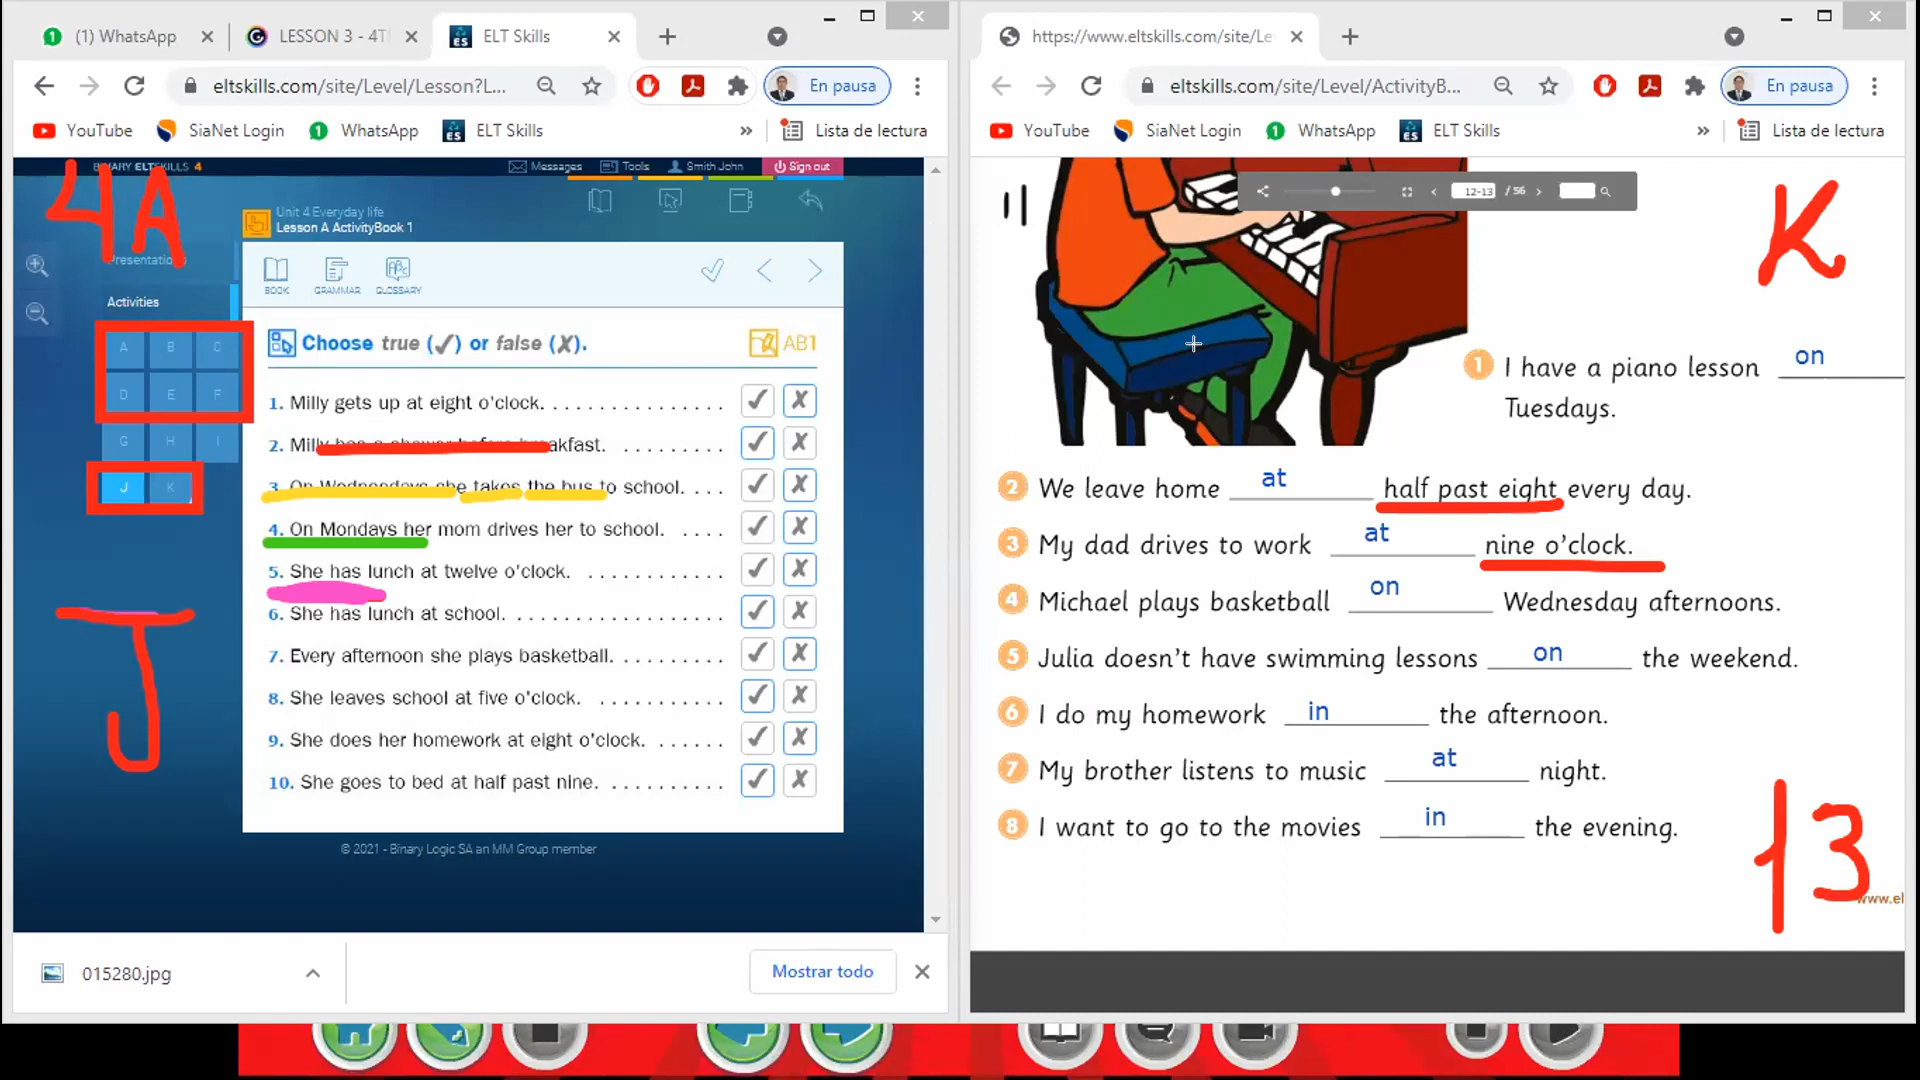 (1) WhatsApp
LESSON 3 - 4TI
ELT Skills
eltskills.com/site/Level/Lesson?L...
En pausa
YouTube
SiaNet Login
WhatsApp
ELT Skills
»
Lista de lectura
BINARY ELTSKILLS 4
Messages
Tools
Smith John
Sign out
4A
Unit 4 Everyday life
Lesson A ActivityBook 1
Presentation
Activities
BOOK
GRAMMAR
GLOSSARY
A B C
D E F
G H I
J K
J
Choose true (✓) or false (✗).
AB1
1. Milly gets up at eight o'clock. . . . . . . . . . . . . . . . .
2. Milly has a shower before breakfast. . . . . . . . . .
3. On Wednesdays she takes the bus to school. . . . .
4. On Mondays her mom drives her to school. . . . .
5. She has lunch at twelve o'clock. . . . . . . . . . . . .
6. She has lunch at school. . . . . . . . . . . . . . . . . . .
7. Every afternoon she plays basketball. . . . . . . . . .
8. She leaves school at five o'clock. . . . . . . . . . . .
9. She does her homework at eight o'clock. . . . . . .
10. She goes to bed at half past nine. . . . . . . . . . .
© 2021 - Binary Logic SA an MM Group member
015280.jpg
Mostrar todo
https://www.eltskills.com/site/Le
eltskills.com/site/Level/ActivityB...
En pausa
YouTube
SiaNet Login
WhatsApp
ELT Skills
»
Lista de lectura
12-13 / 56
K
1 I have a piano lesson on
Tuesdays.
2 We leave home at half past eight every day.
3 My dad drives to work at nine o'clock.
4 Michael plays basketball on Wednesday afternoons.
5 Julia doesn't have swimming lessons on the weekend.
6 I do my homework in the afternoon.
7 My brother listens to music at night.
8 I want to go to the movies in the evening.
13
www.el